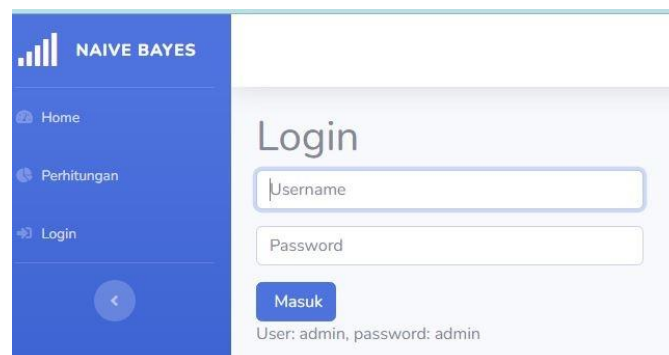 NAIVE BAYES
Home
Perhitungan
Login
Login
Username
Password
Masuk
User: admin, password: admin